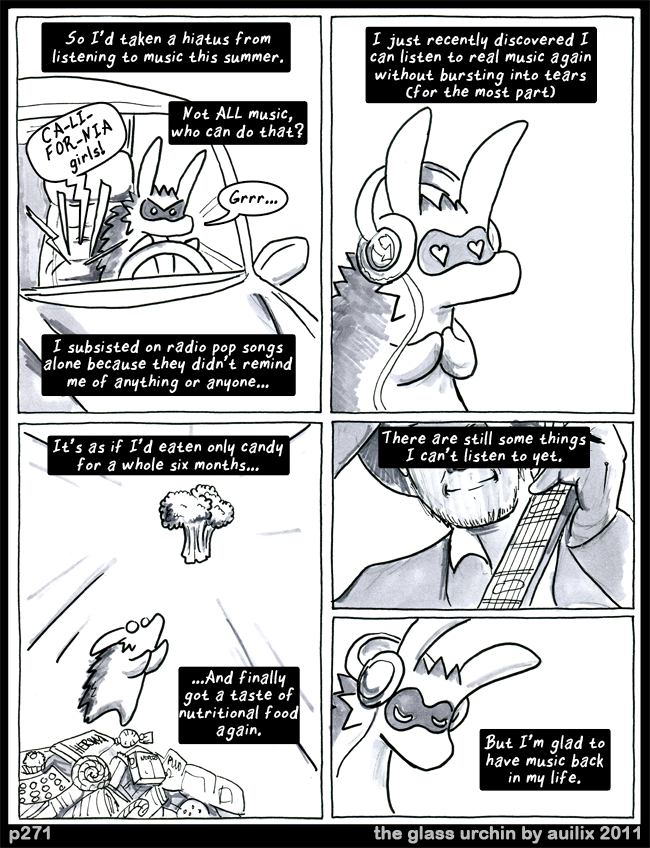 So I'd taken a hiatus from
listening to music this summer.
Not ALL music,
who can do that?
CA-LI-
FOR-NIA
girls!
Grrr...
I subsisted on radio pop songs
alone because they didn't remind
me of anything or anyone...
I just recently discovered I
can listen to real music again
without bursting into tears
(for the most part)
It's as if I'd eaten only candy
for a whole six months...
...And finally
got a taste of
nutritional food
again.
There are still some things
I can't listen to yet.
But I'm glad to
have music back
in my life.
p271
the glass urchin by auilix 2011